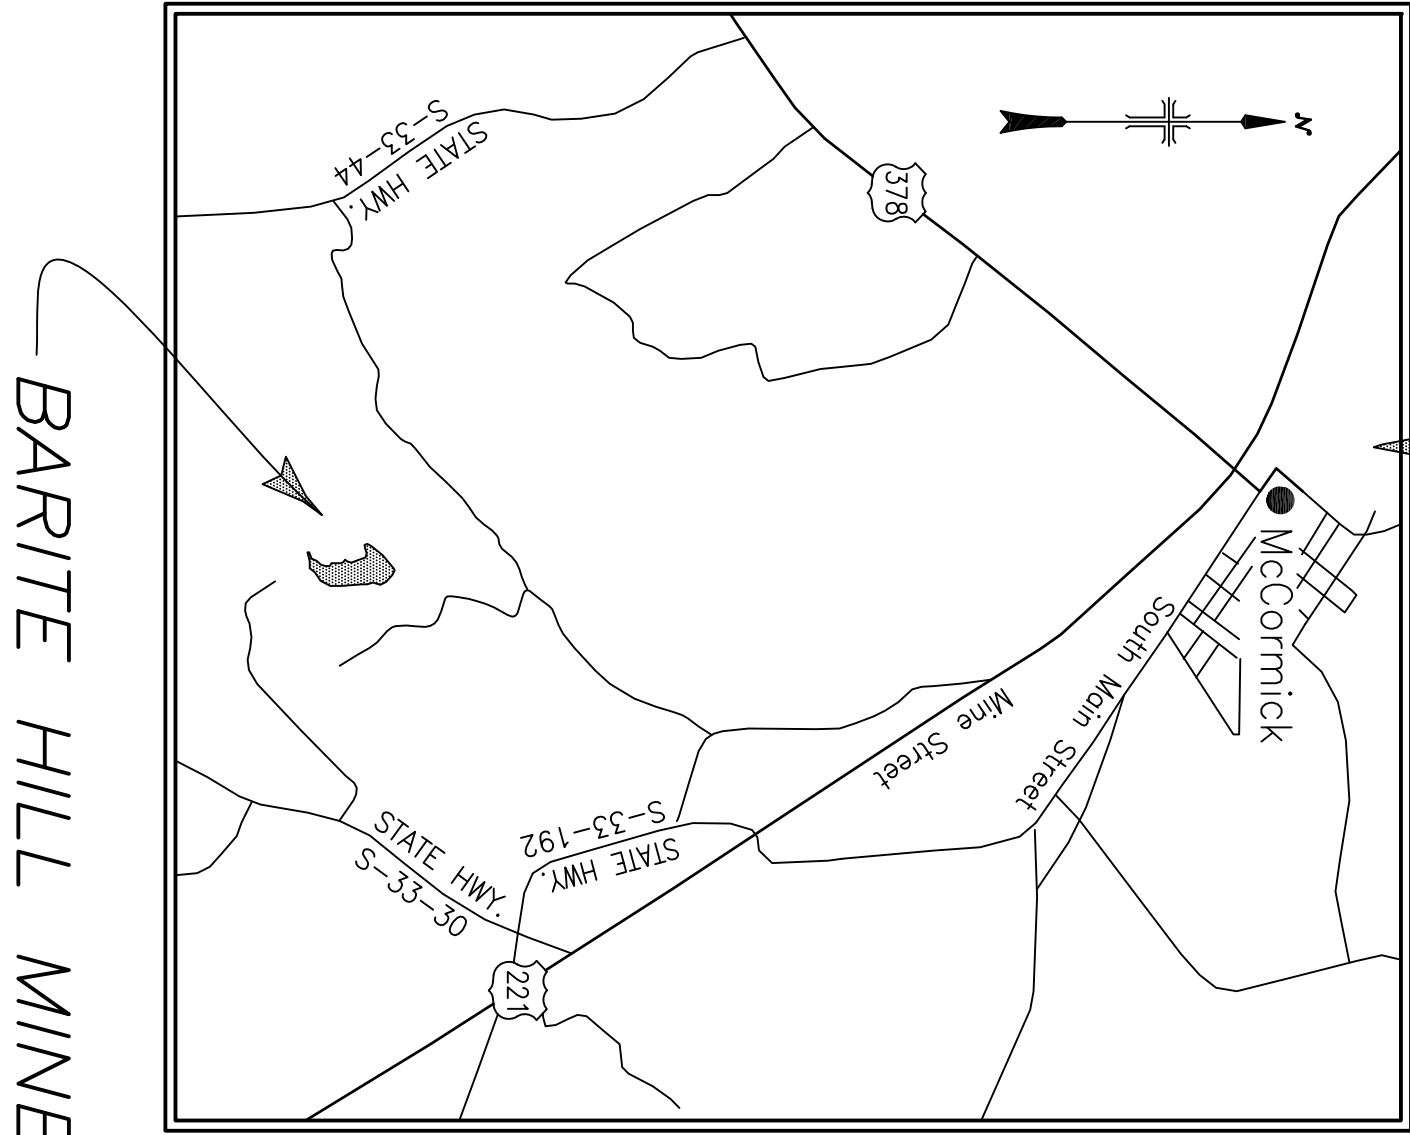 N
378
McCormick
STATE HWY.
S-33-44
South Main Street
Mine Street
STATE HWY.
S-33-192
STATE HWY.
S-33-30
221
BARITE HILL MINE